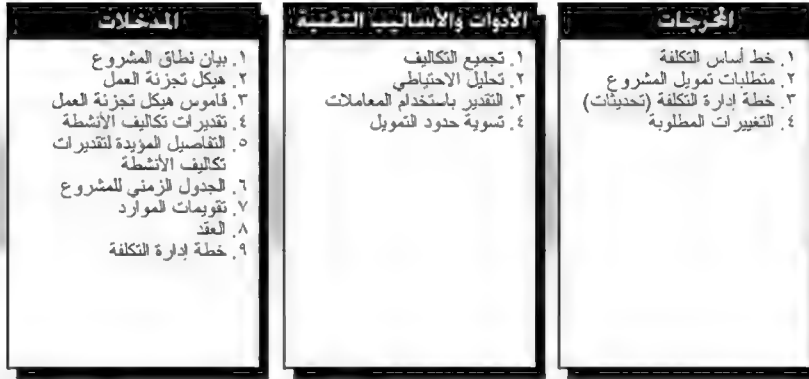 المدخلات
١. بيان نطاق المشروع
٢. هيكل تجزئة العمل
٣. قاموس هيكل تجزئة العمل
٤. تقديرات تكاليف الأنشطة
٥. التفاصيل المؤيدة لتقديرات
تكاليف الأنشطة
٦. الجدول الزمني للمشروع
٧. تقويمات الموارد
٨. العقد
٩. خطة إدارة التكلفة
الأدوات والأساليب التقنية
١. تجميع التكاليف
٢. تحليل الاحتياطي
٣. التقدير باستخدام المعاملات
٤. تسوية حدود التمويل
المخرجات
١. خط أساس التكلفة
٢. متطلبات تمويل المشروع
٣. خطة إدارة التكلفة (تحديثات)
٤. التغييرات المطلوبة